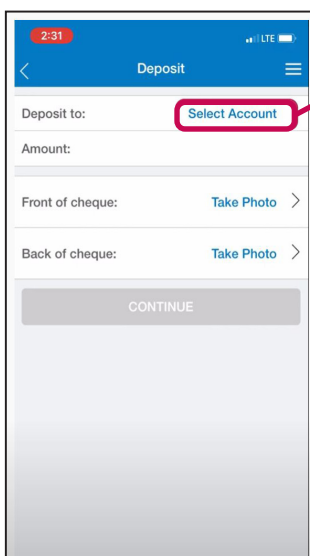 2:31 LTE
Deposit
Deposit to: Select Account
Amount:
Front of cheque: Take Photo
Back of cheque: Take Photo
CONTINUE